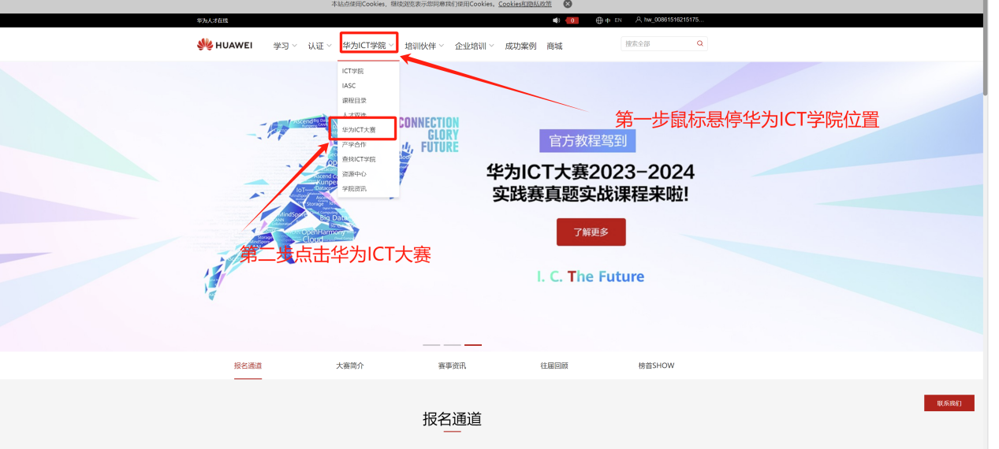 本站点使用Cookies，继续浏览表示您同意我们使用Cookies。Cookies和隐私政策
华为人才在线
0
中 EN
hw_00861516215175...
HUAWEI
学习
认证
华为ICT学院
培训伙伴
企业培训
成功案例
商城
搜索全部
ICT学院
IASC
课程目录
人才双选
华为ICT大赛
产学合作
查找ICT学院
资源中心
学院资讯
CONNECTION
GLORY
FUTURE
第一步鼠标悬停华为ICT学院位置
官方教程驾到
华为ICT大赛2023-2024
实践赛真题实战课程来啦!
了解更多
I. C. The Future
第二步点击华为ICT大赛
Ascend
IoT
MindSpore
Storage
Big Data
OpenHarmony
Cloud
报名通道
大赛简介
赛事资讯
往届回顾
榜首SHOW
联系我们
报名通道